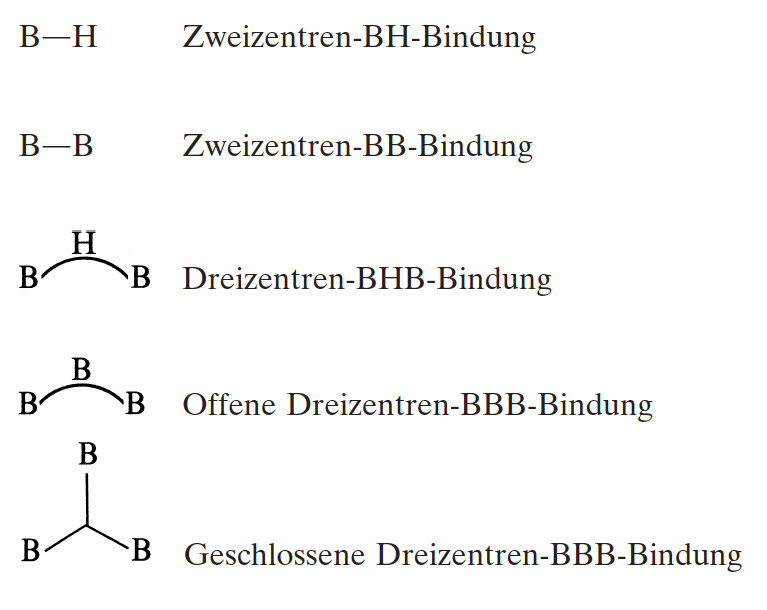 B—H Zweizentren-BH-Bindung
B—B Zweizentren-BB-Bindung
H
B B Dreizentren-BHB-Bindung
B
B B Offene Dreizentren-BBB-Bindung
B
B B Geschlossene Dreizentren-BBB-Bindung